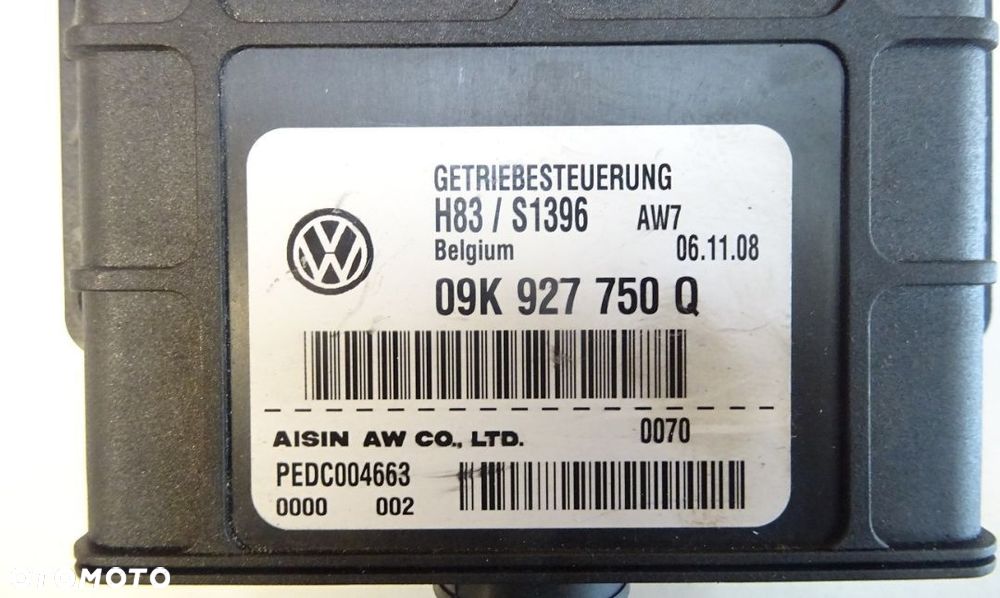 GETRIEBESTEUERUNG
H83 / S1396 AW7
Belgium 06.11.08
09K 927 750 Q
AISIN AW CO., LTD. 0070
PEDC004663
0000 002
OTOMOTO